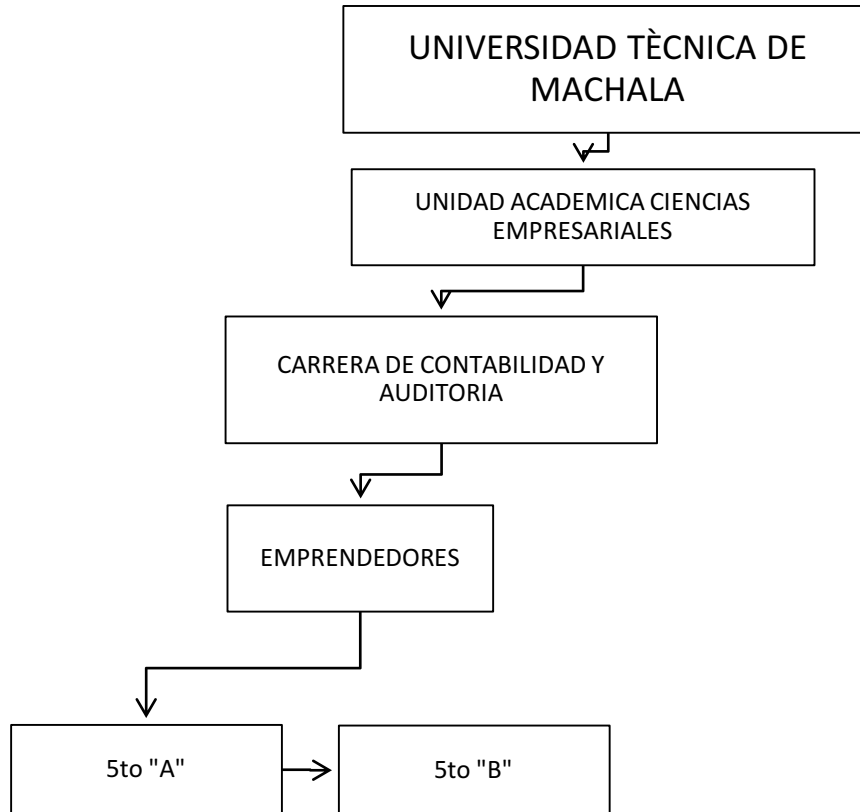 UNIVERSIDAD TÈCNICA DE
MACHALA
UNIDAD ACADEMICA CIENCIAS
EMPRESARIALES
CARRERA DE CONTABILIDAD Y
AUDITORIA
EMPRENDEDORES
5to "A"
5to "B"